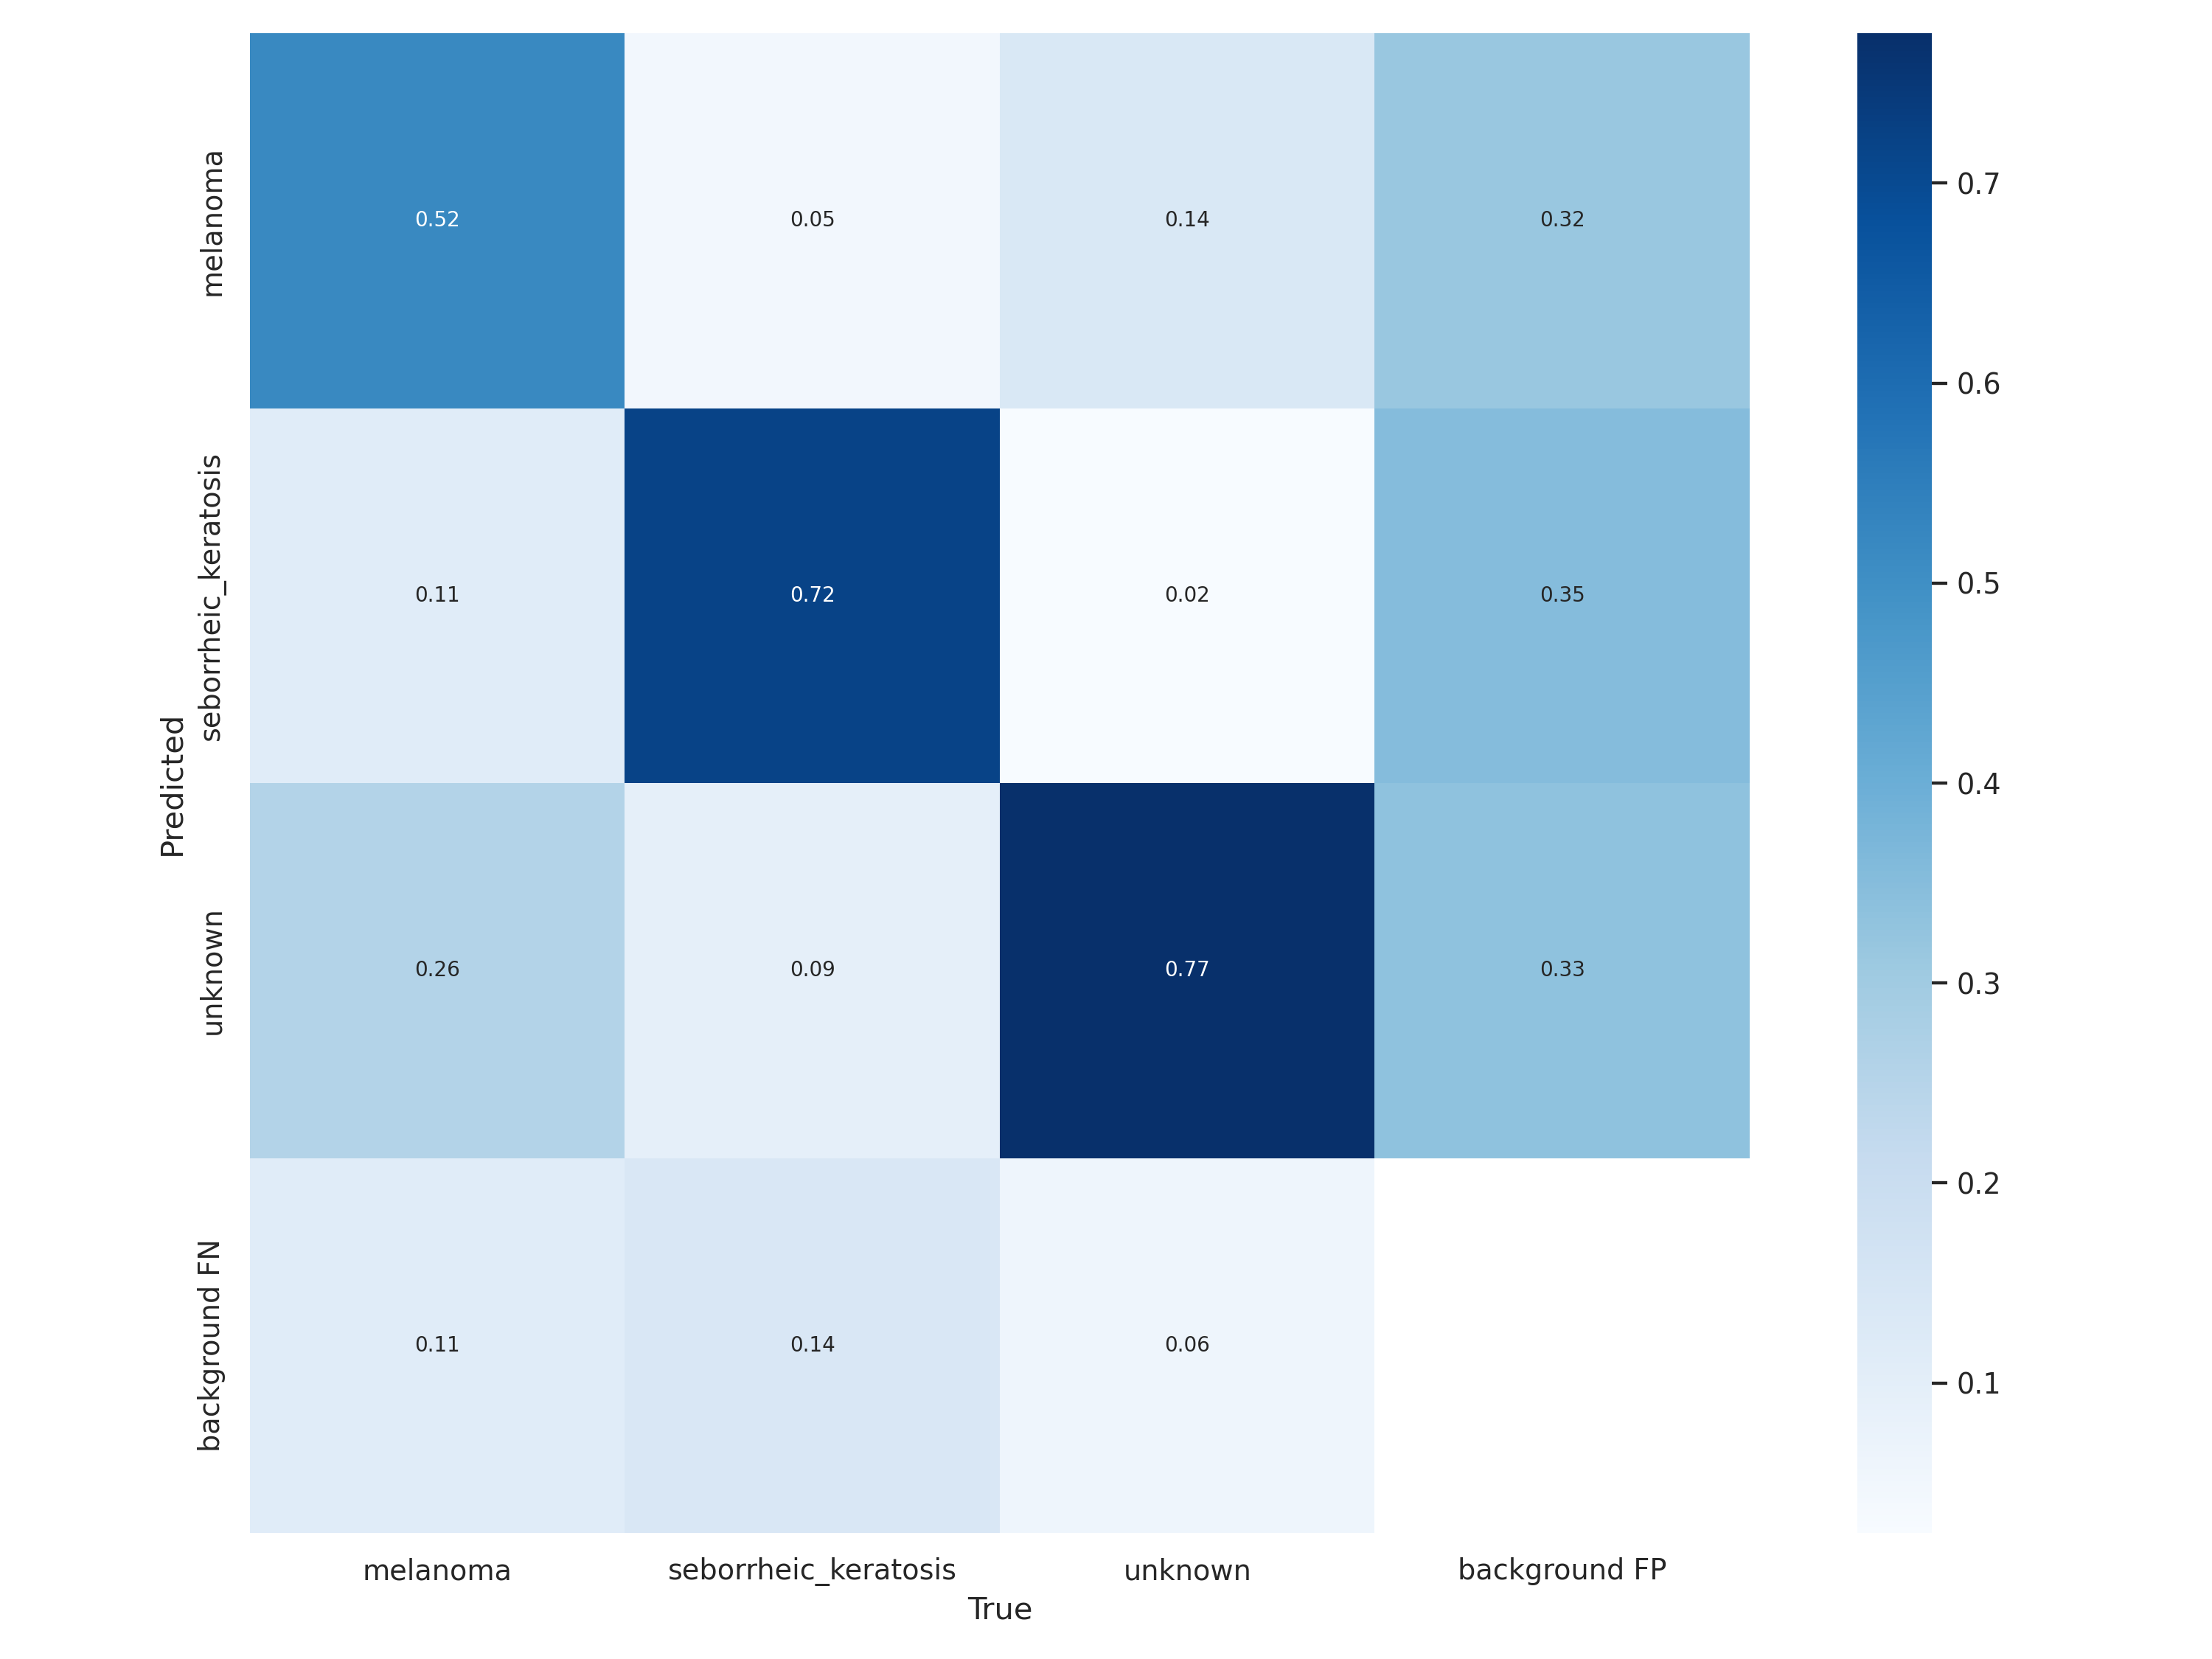 melanoma
0.52
0.05
0.14
0.32
seborrheic_keratosis
0.11
0.72
0.02
0.35
unknown
0.26
0.09
0.77
0.33
background FN
0.11
0.14
0.06
Predicted
melanoma
seborrheic_keratosis
unknown
background FP
True
0.7
0.6
0.5
0.4
0.3
0.2
0.1